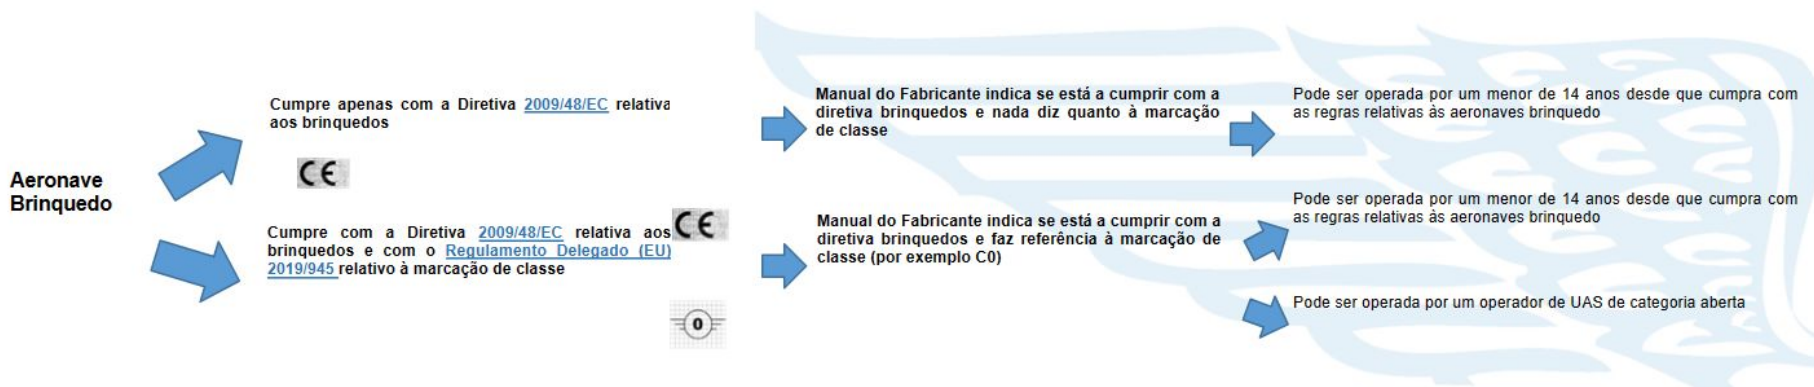 Aeronave
Brinquedo
Cumpre apenas com a Diretiva 2009/48/EC relativa
aos brinquedos
CE
Cumpre com a Diretiva 2009/48/EC relativa aos
brinquedos e com o Regulamento Delegado (EU)
2019/945 relativo à marcação de classe
CE
0
Manual do Fabricante indica se está a cumprir com a
diretiva brinquedos e nada diz quanto à marcação
de classe
Pode ser operada por um menor de 14 anos desde que cumpra com
as regras relativas às aeronaves brinquedo
Manual do Fabricante indica se está a cumprir com a
diretiva brinquedos e faz referência à marcação de
classe (por exemplo C0)
Pode ser operada por um menor de 14 anos desde que cumpra com
as regras relativas às aeronaves brinquedo
Pode ser operada por um operador de UAS de categoria aberta